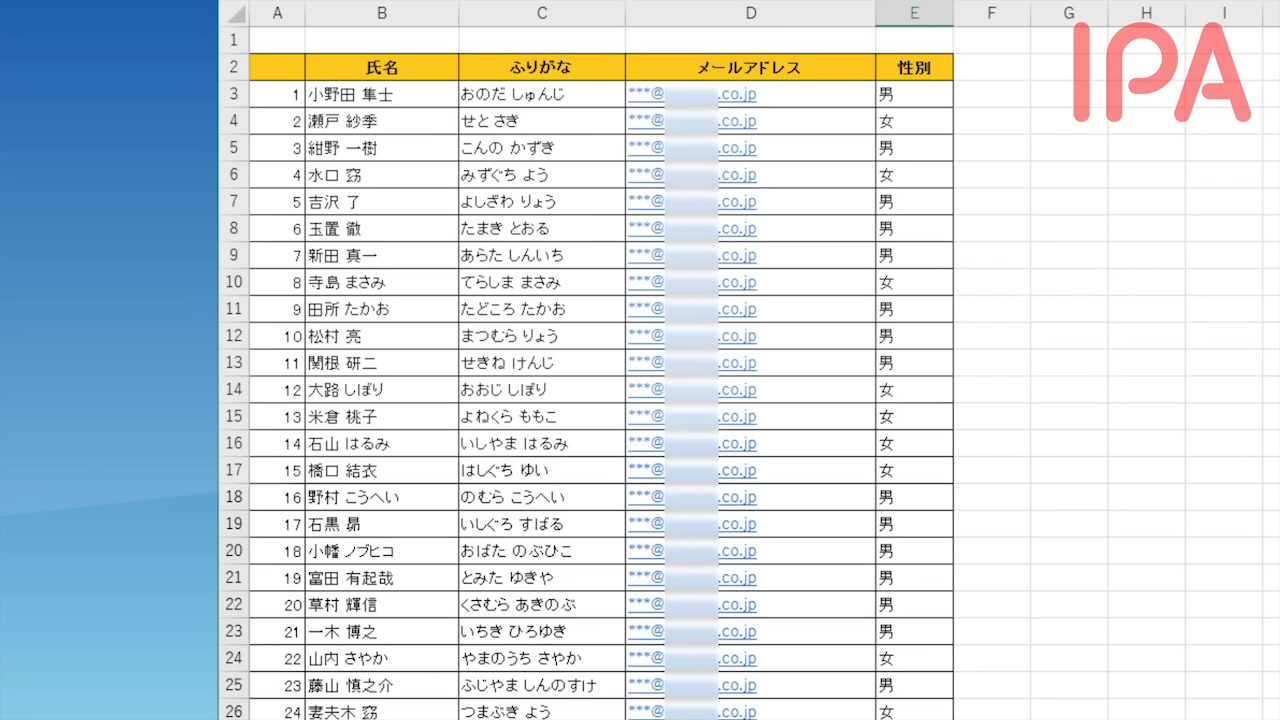 A B C D E F G H I
IPA
1
2 氏名 ふりがな メールアドレス 性別
3 1 小野田 隼士 おのだ しゅんじ ***@ .co.jp 男
4 2 瀬戸 紗季 せと さき ***@ .co.jp 女
5 3 紺野 一樹 こんの かずき ***@ .co.jp 男
6 4 水口 窈 みずぐち よう ***@ .co.jp 女
7 5 吉沢 了 よしざわ りょう ***@ .co.jp 男
8 6 玉置 徹 たまき とおる ***@ .co.jp 男
9 7 新田 真一 あらた しんいち ***@ .co.jp 男
10 8 寺島 まさみ てらしま まさみ ***@ .co.jp 女
11 9 田所 たかお たどころ たかお ***@ .co.jp 男
12 10 松村 亮 まつむら りょう ***@ .co.jp 男
13 11 関根 研二 せきね けんじ ***@ .co.jp 男
14 12 大路 しぼり おおじ しぼり ***@ .co.jp 女
15 13 米倉 桃子 よねくら ももこ ***@ .co.jp 女
16 14 石山 はるみ いしやま はるみ ***@ .co.jp 女
17 15 橋口 結衣 はしぐち ゆい ***@ .co.jp 女
18 16 野村 こうへい のむら こうへい ***@ .co.jp 男
19 17 石黒 昴 いしぐろ すばる ***@ .co.jp 男
20 18 小幡 ノブヒコ おばた のぶひこ ***@ .co.jp 男
21 19 富田 有起哉 とみた ゆきや ***@ .co.jp 男
22 20 草村 輝信 くさむら あきのぶ ***@ .co.jp 男
23 21 一木 博之 いちき ひろゆき ***@ .co.jp 男
24 22 山内 さやか やまのうち さやか ***@ .co.jp 女
25 23 藤山 慎之介 ふじやま しんのすけ ***@ .co.jp 男
26 24 妻夫木 窈 つまぶき よう ***@ .co.jp 女